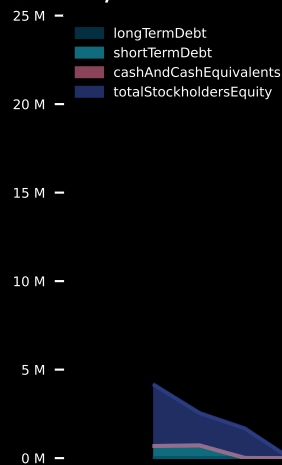 25 M
longTermDebt
shortTermDebt
cashAndCashEquivalents
totalStockholdersEquity
20 M
15 M
10 M
5 M
0 M